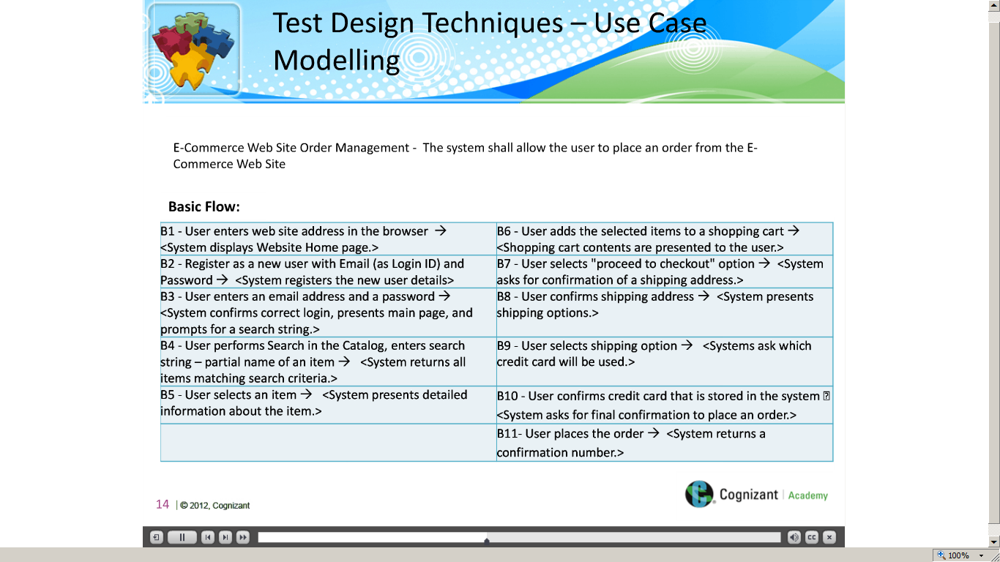 Test Design Techniques – Use Case
Modelling
E-Commerce Web Site Order Management - The system shall allow the user to place an order from the E-
Commerce Web Site
Basic Flow:
B1 - User enters web site address in the browser →
<System displays Website Home page.>
B2 - Register as a new user with Email (as Login ID) and
Password → <System registers the new user details>
B3 - User enters an email address and a password →
<System confirms correct login, presents main page, and
prompts for a search string.>
B4 - User performs Search in the Catalog, enters search
string – partial name of an item → <System returns all
items matching search criteria.>
B5 - User selects an item → <System presents detailed
information about the item.>
B6 - User adds the selected items to a shopping cart →
<Shopping cart contents are presented to the user.>
B7 - User selects "proceed to checkout" option → <System
asks for confirmation of a shipping address.>
B8 - User confirms shipping address → <System presents
shipping options.>
B9 - User selects shipping option → <Systems ask which
credit card will be used.>
B10 - User confirms credit card that is stored in the system ⍰
<System asks for final confirmation to place an order.>
B11- User places the order → <System returns a
confirmation number.>
14 | © 2012, Cognizant
Cognizant | Academy
CC
100%